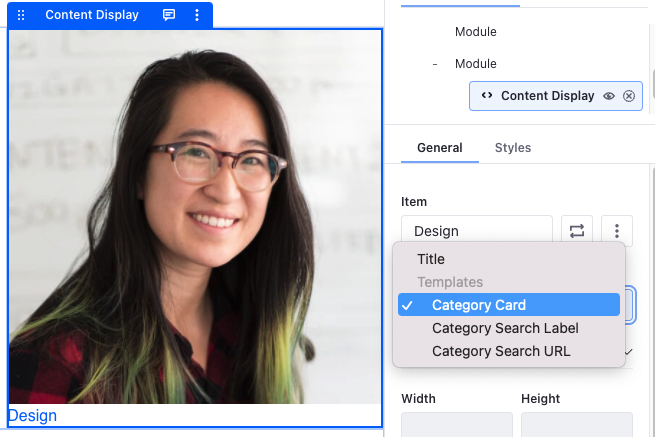 Content Display
Module
- Module
Content Display
General
Styles
Item
Design
Title
Templates
✓ Category Card
Category Search Label
Category Search URL
Width
Height
Design